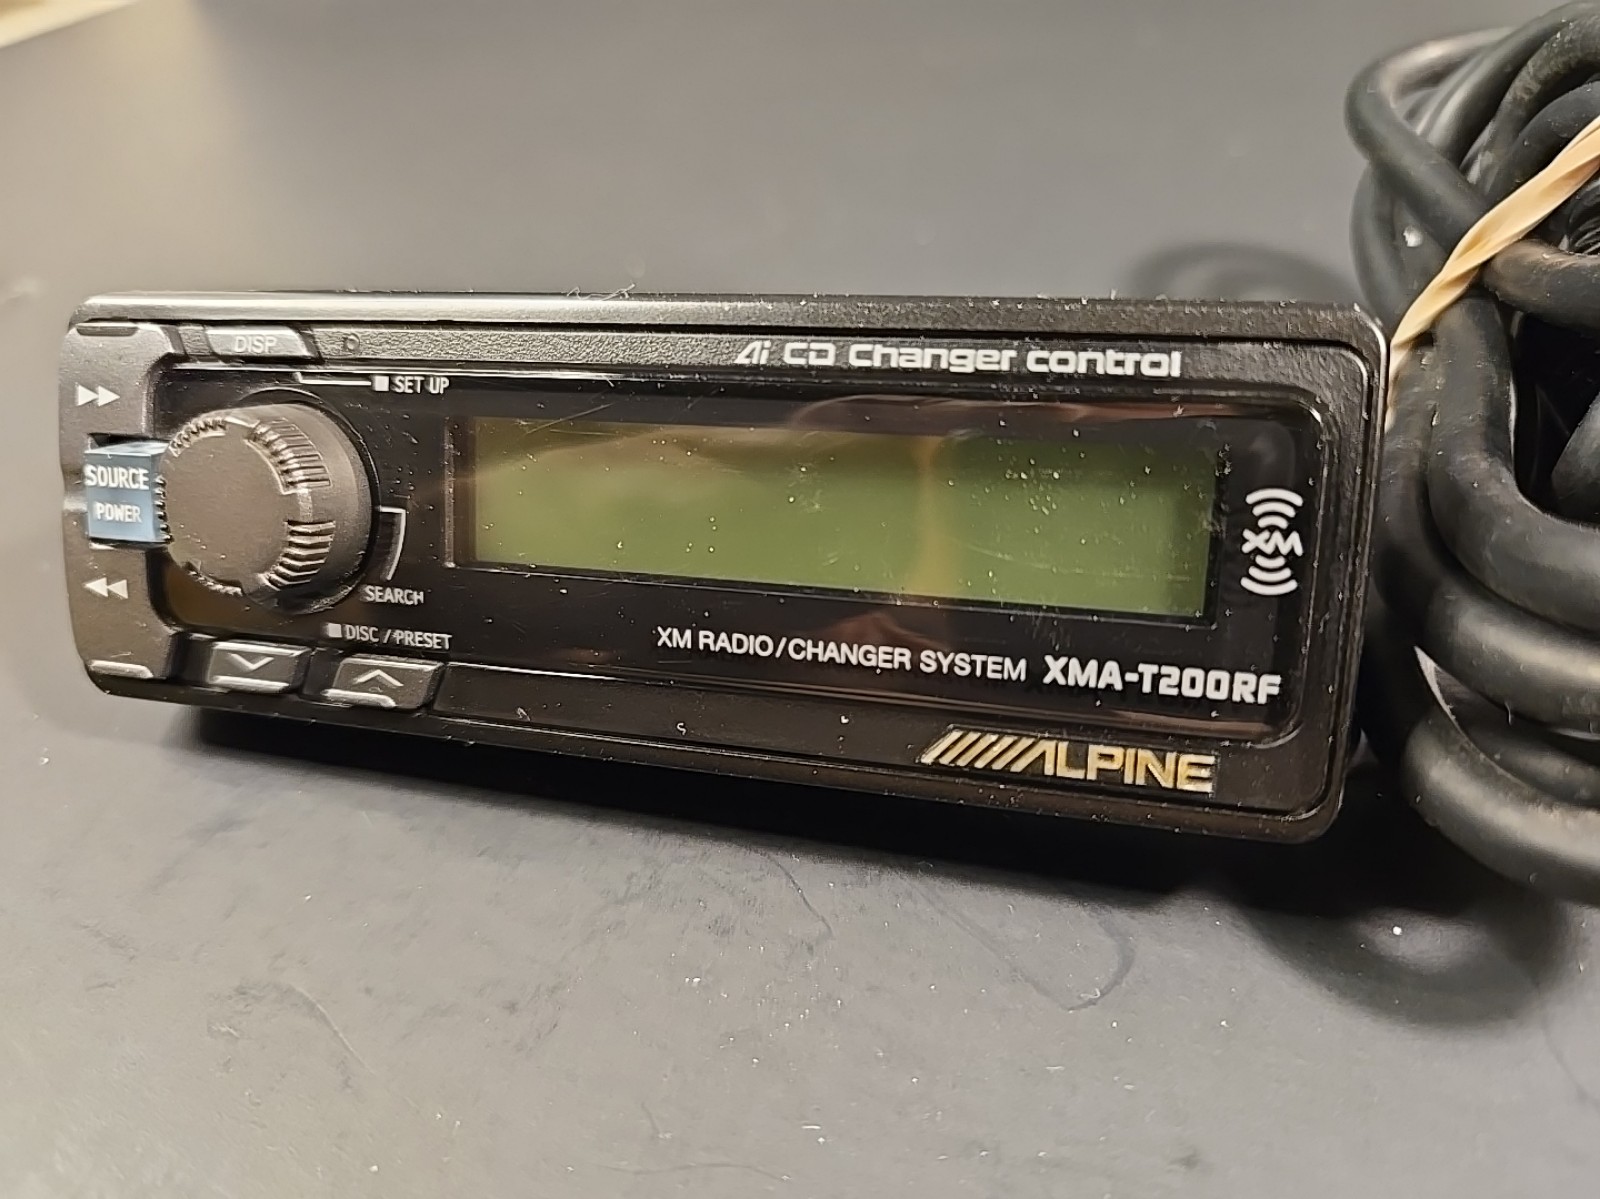 DISP
Ai CD Changer control
SET UP
SOURCE
POWER
XM
SEARCH
DISC / PRESET
XM RADIO/CHANGER SYSTEM XMA-T200RF
ALPINE